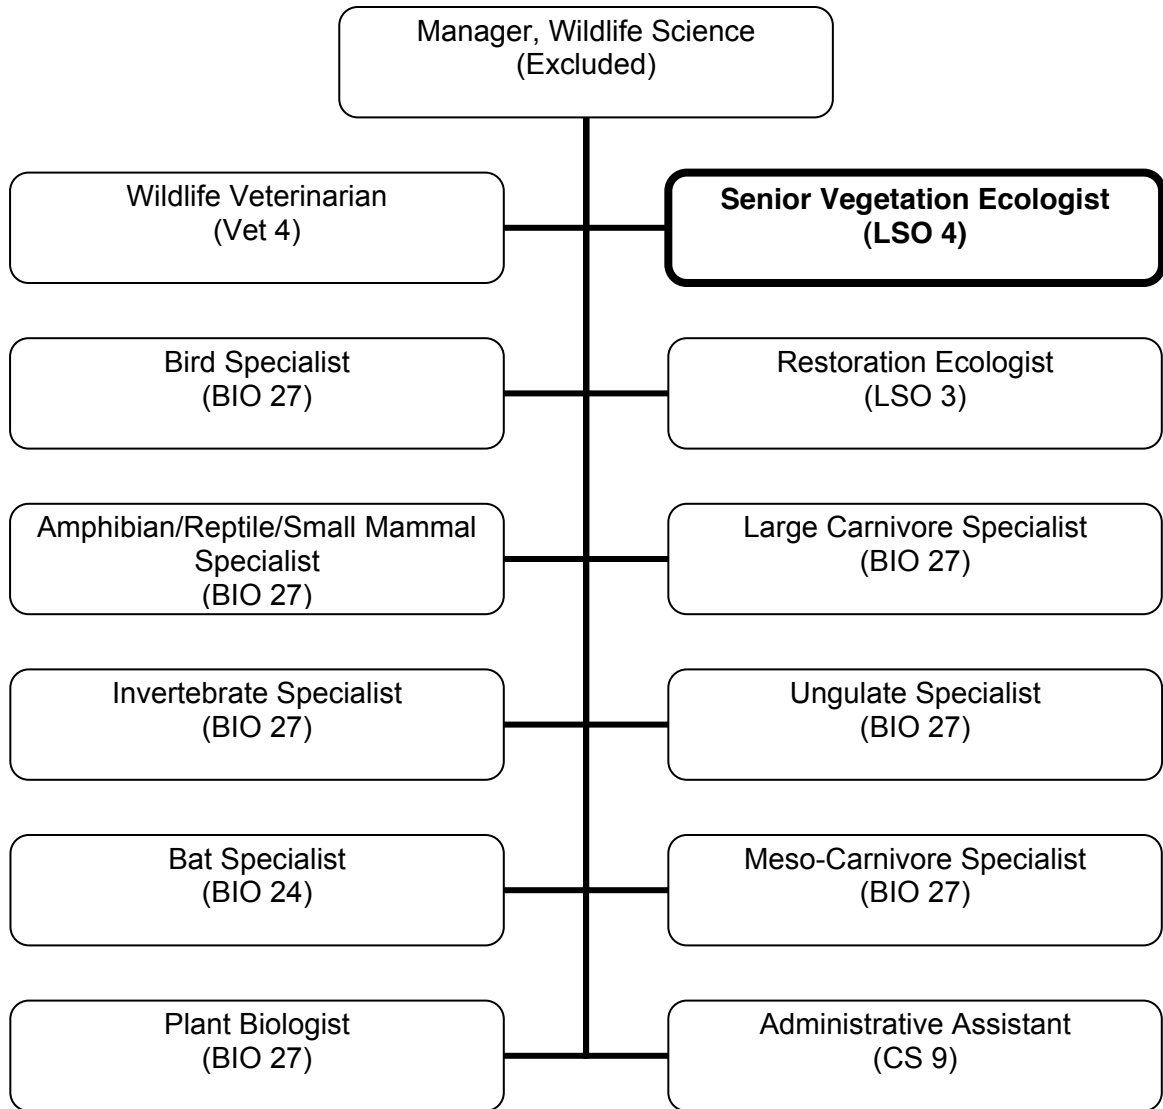 Manager, Wildlife Science
(Excluded)
Wildlife Veterinarian
(Vet 4)
Senior Vegetation Ecologist
(LSO 4)
Bird Specialist
(BIO 27)
Restoration Ecologist
(LSO 3)
Amphibian/Reptile/Small Mammal
Specialist
(BIO 27)
Large Carnivore Specialist
(BIO 27)
Invertebrate Specialist
(BIO 27)
Ungulate Specialist
(BIO 27)
Bat Specialist
(BIO 24)
Meso-Carnivore Specialist
(BIO 27)
Plant Biologist
(BIO 27)
Administrative Assistant
(CS 9)